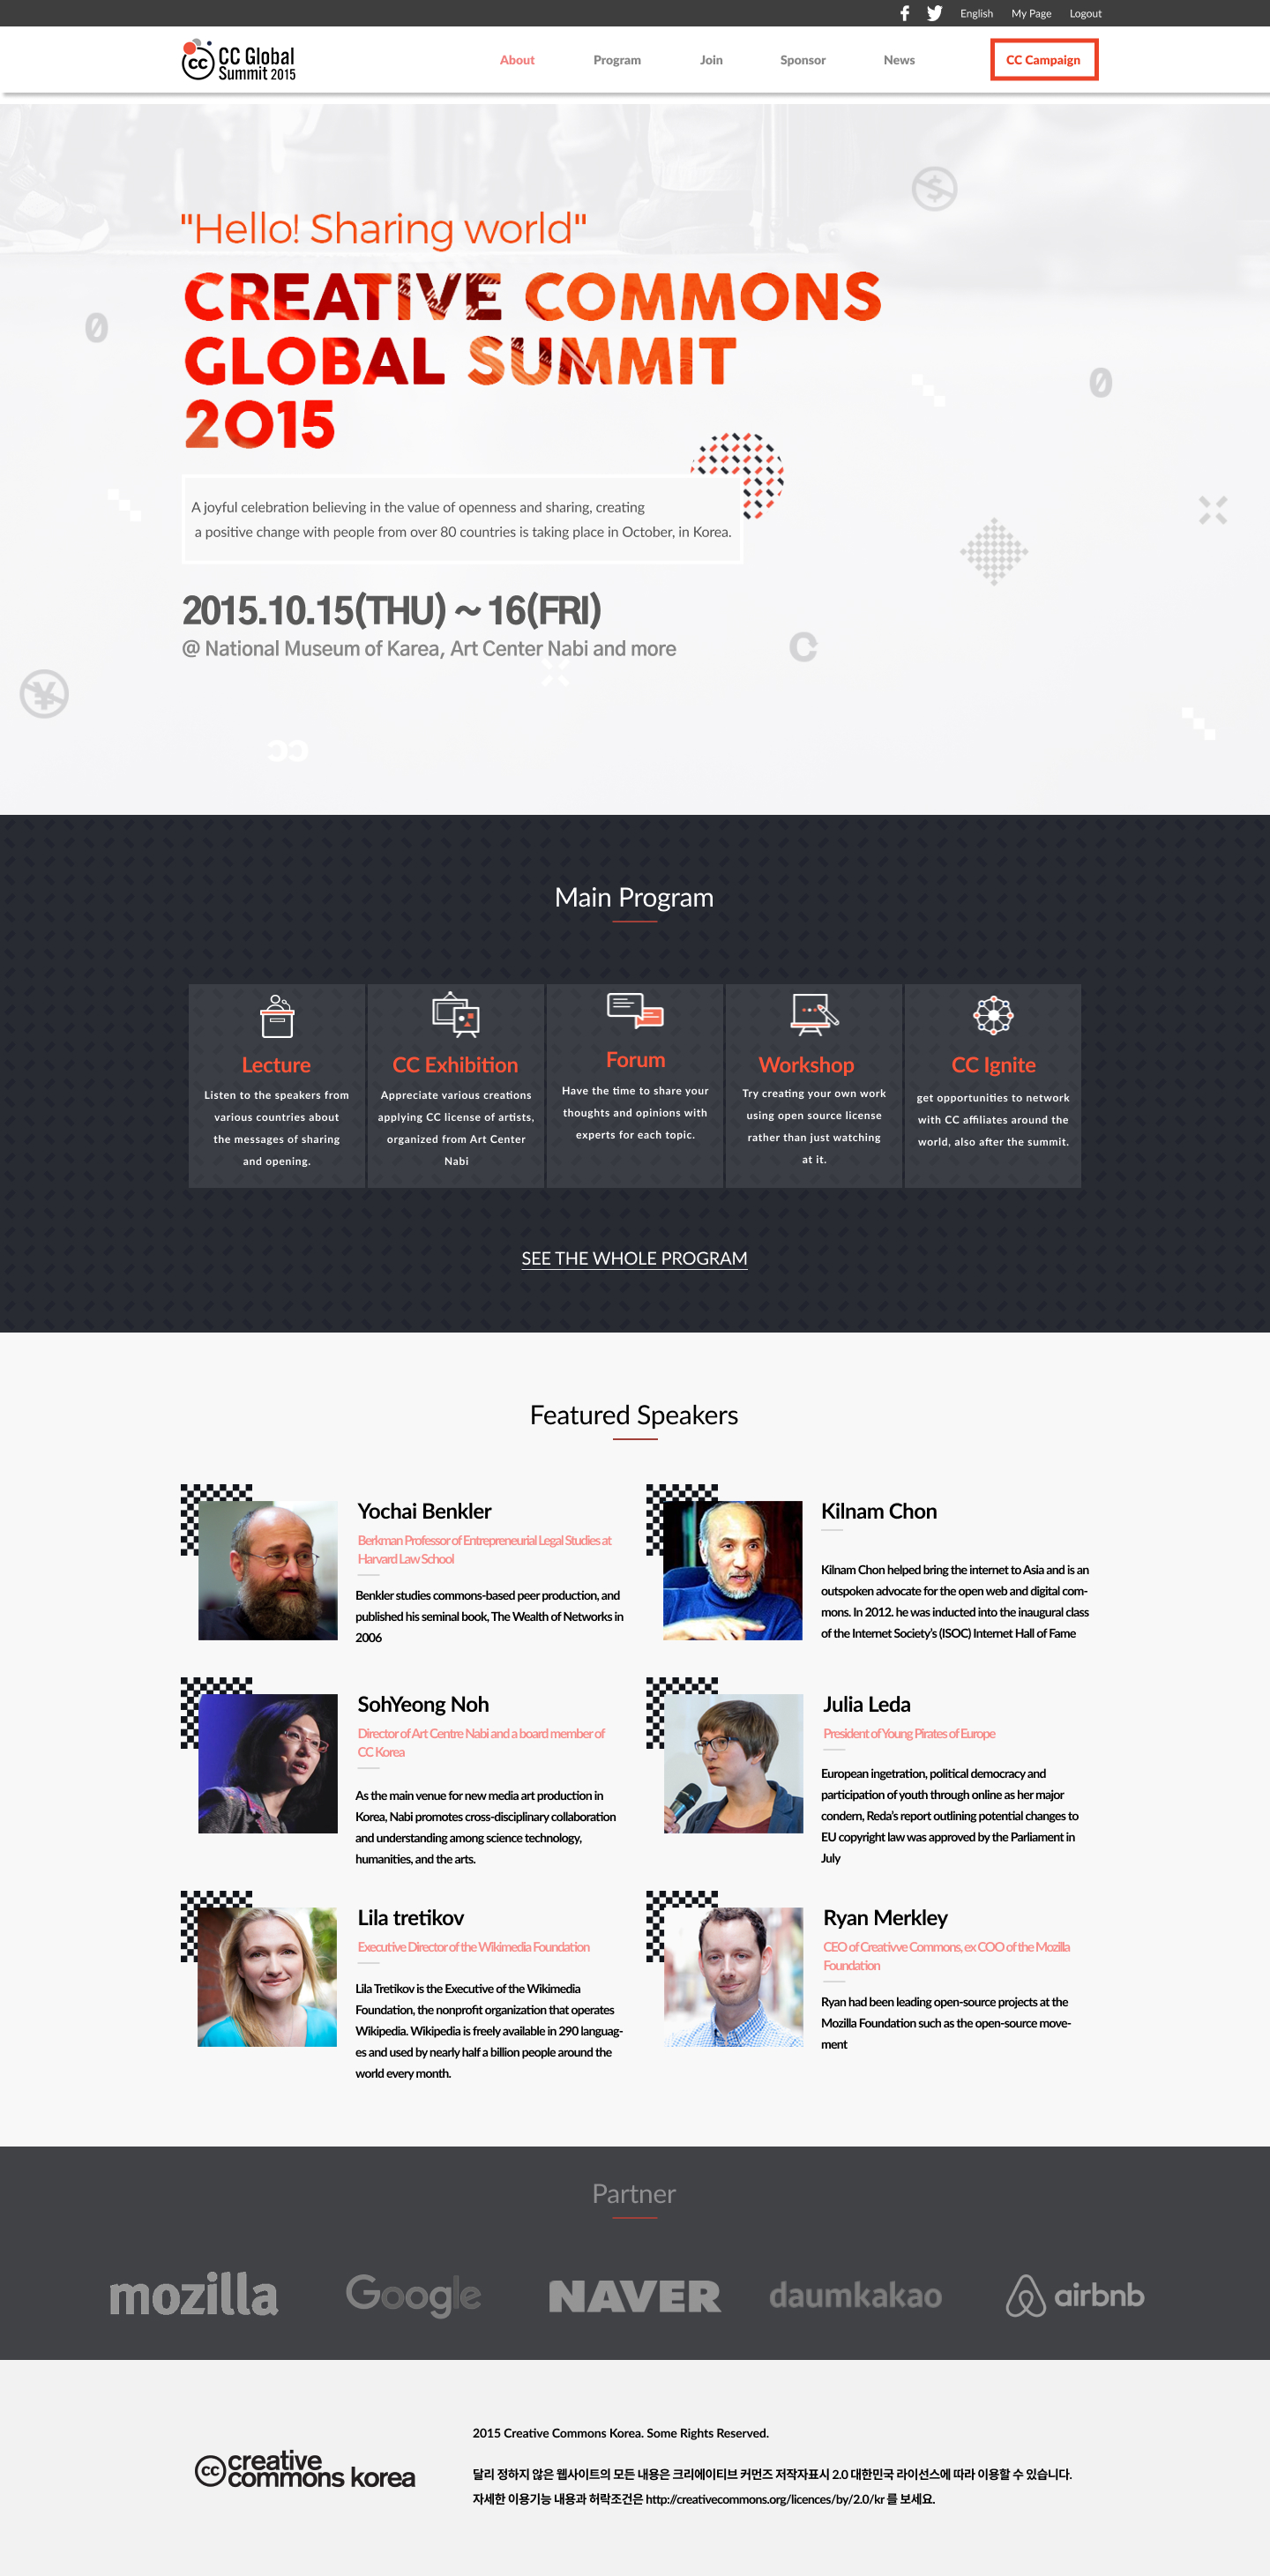 English My Page Logout
CC Global
Summit 2015
About Program Join Sponsor News CC Campaign
"Hello! Sharing world"
CREATIVE COMMONS
GLOBAL SUMMIT
2015
A joyful celebration believing in the value of openness and sharing, creating
a positive change with people from over 80 countries is taking place in October, in Korea.
2015.10.15(THU) ~ 16(FRI)
@ National Museum of Karea, Art Center Nabi and more
Main Program
Lecture
Listen to the speakers from
various countries about
the messages of sharing
and opening.
CC Exhibition
Appreciate various creations
applying CC license of artists,
organized from Art Center
Nabi
Forum
Have the time to share your
thoughts and opinions with
experts for each topic.
Workshop
Try creating your own work
using open source license
rather than just watching
at it.
CC Ignite
get opportunities to network
with CC affiliates around the
world, also after the summit.
SEE THE WHOLE PROGRAM
Featured Speakers
Yochai Benkler
Berkman Professor of Entrepreneurial Legal Studies at
Harvard Law School
Benkler studies commons-based peer production, and
published his seminal book, The Wealth of Networks in
2006
Kilnam Chon
Kilnam Chon helped bring the internet to Asia and is an
outspoken advocate for the open web and digital com-
mons. In 2012. he was inducted into the inaugural class
of the Internet Society's (ISOC) Internet Hall of Fame
SohYeong Noh
Director of Art Centre Nabi and a board member of
CC Korea
As the main venue for new media art production in
Korea, Nabi promotes cross-disciplinary collaboration
and understanding among science technology,
humanities, and the arts.
Julia Leda
President of Young Pirates of Europe
European ingetration, political democracy and
participation of youth through online as her major
condern, Reda's report outlining potential changes to
EU copyright law was approved by the Parliament in
July
Lila tretikov
Executive Director of the Wikimedia Foundation
Lila Tretikov is the Executive of the Wikimedia
Foundation, the nonprofit organization that operates
Wikipedia. Wikipedia is freely available in 290 languag-
es and used by nearly half a billion people around the
world every month.
Ryan Merkley
CEO of Creativve Commons, ex COO of the Mozilla
Foundation
Ryan had been leading open-source projects at the
Mozilla Foundation such as the open-source move-
ment
Partner
mozilla Google NAVER daumkakao airbnb
cc creative
commons korea
2015 Creative Commons Korea. Some Rights Reserved.
달리 정하지 않은 웹사이트의 모든 내용은 크리에이티브 커먼즈 저작자표시 2.0 대한민국 라이선스에 따라 이용할 수 있습니다.
자세한 이용기능 내용과 허락조건은 http://creativecommons.org/licences/by/2.0/kr 를 보세요.